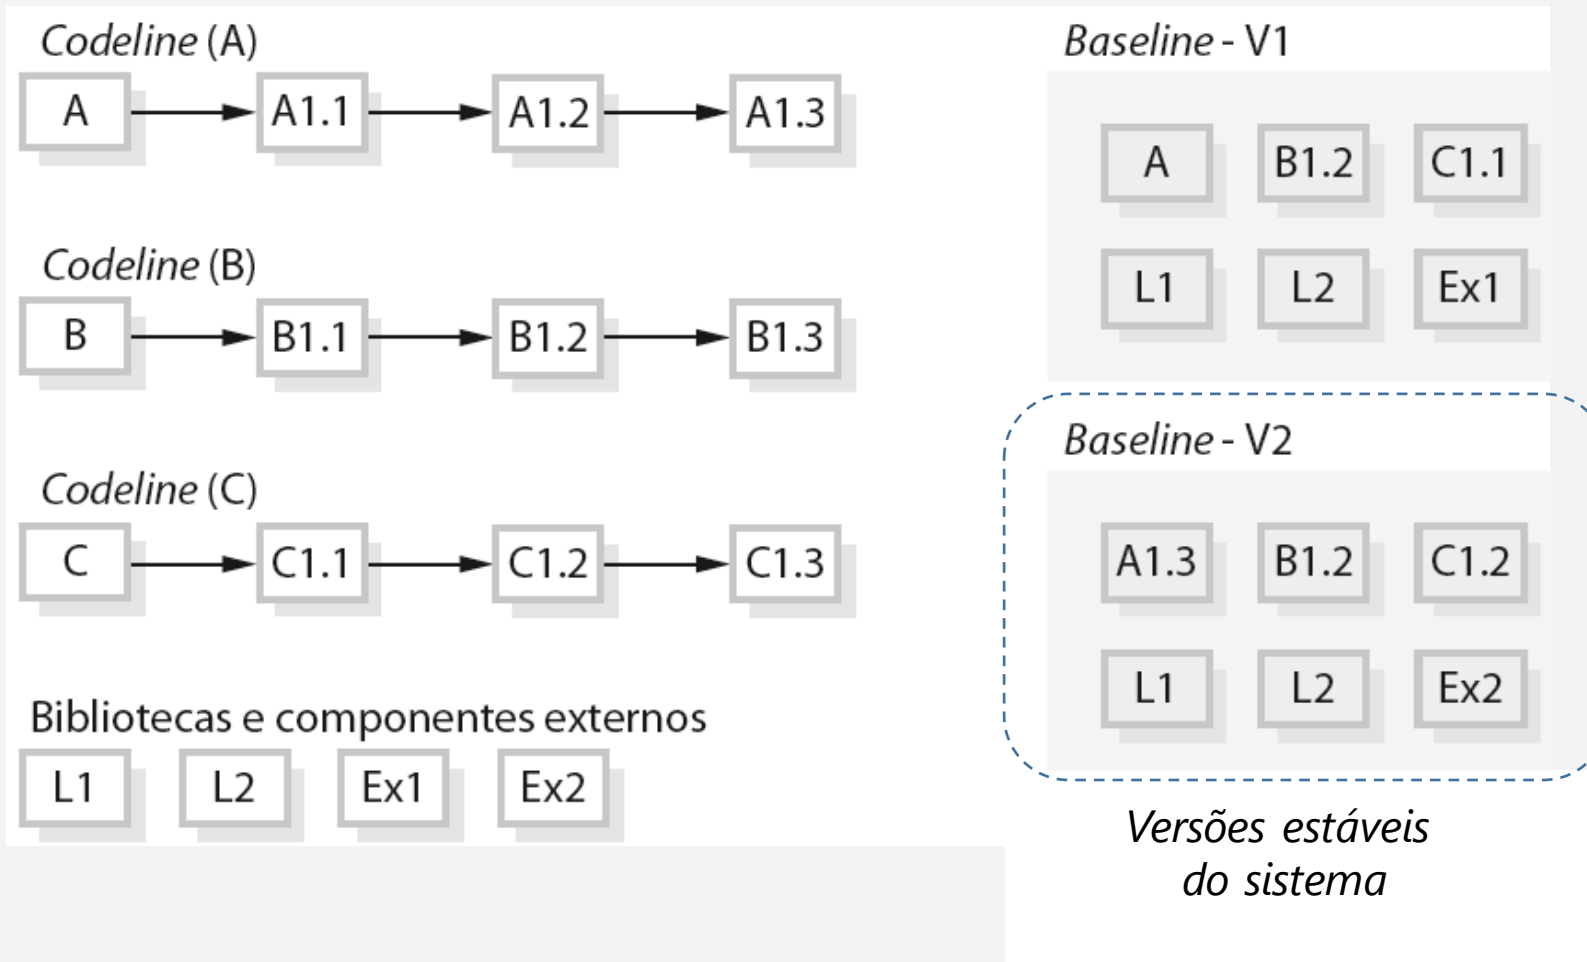 Codeline (A)
A A1.1 A1.2 A1.3
Codeline (B)
B B1.1 B1.2 B1.3
Codeline (C)
C C1.1 C1.2 C1.3
Bibliotecas e componentes externos
L1 L2 Ex1 Ex2
Baseline - V1
A B1.2 C1.1
L1 L2 Ex1
Baseline - V2
A1.3 B1.2 C1.2
L1 L2 Ex2
Versões estáveis
do sistema